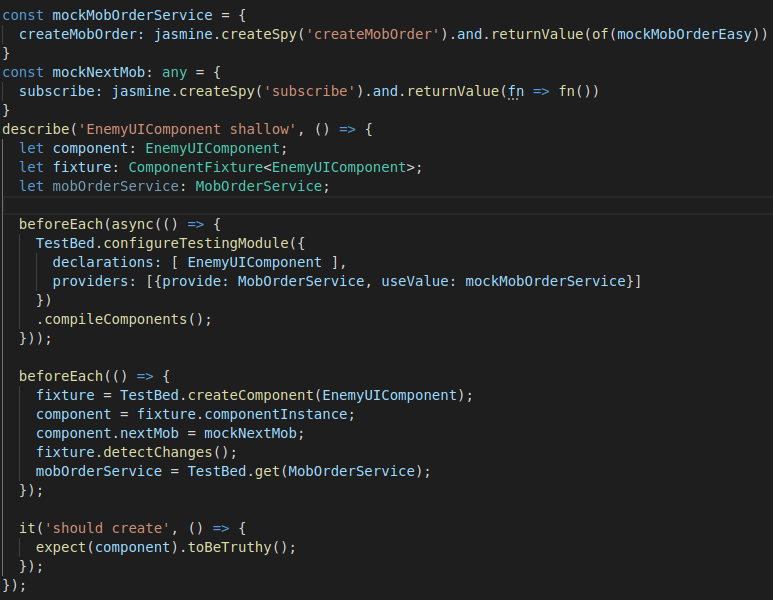 const mockMobOrderService = {
  createMobOrder: jasmine.createSpy('createMobOrder').and.returnValue(of(mockMobOrderEasy))
}
const mockNextMob: any = {
  subscribe: jasmine.createSpy('subscribe').and.returnValue(fn => fn())
}
describe('EnemyUIComponent shallow', () => {
  let component: EnemyUIComponent;
  let fixture: ComponentFixture<EnemyUIComponent>;
  let mobOrderService: MobOrderService;

  beforeEach(async(() => {
    TestBed.configureTestingModule({
      declarations: [ EnemyUIComponent ],
      providers: [{provide: MobOrderService, useValue: mockMobOrderService}]
    })
    .compileComponents();
  }));

  beforeEach(() => {
    fixture = TestBed.createComponent(EnemyUIComponent);
    component = fixture.componentInstance;
    component.nextMob = mockNextMob;
    fixture.detectChanges();
    mobOrderService = TestBed.get(MobOrderService);
  });

  it('should create', () => {
    expect(component).toBeTruthy();
  });
});